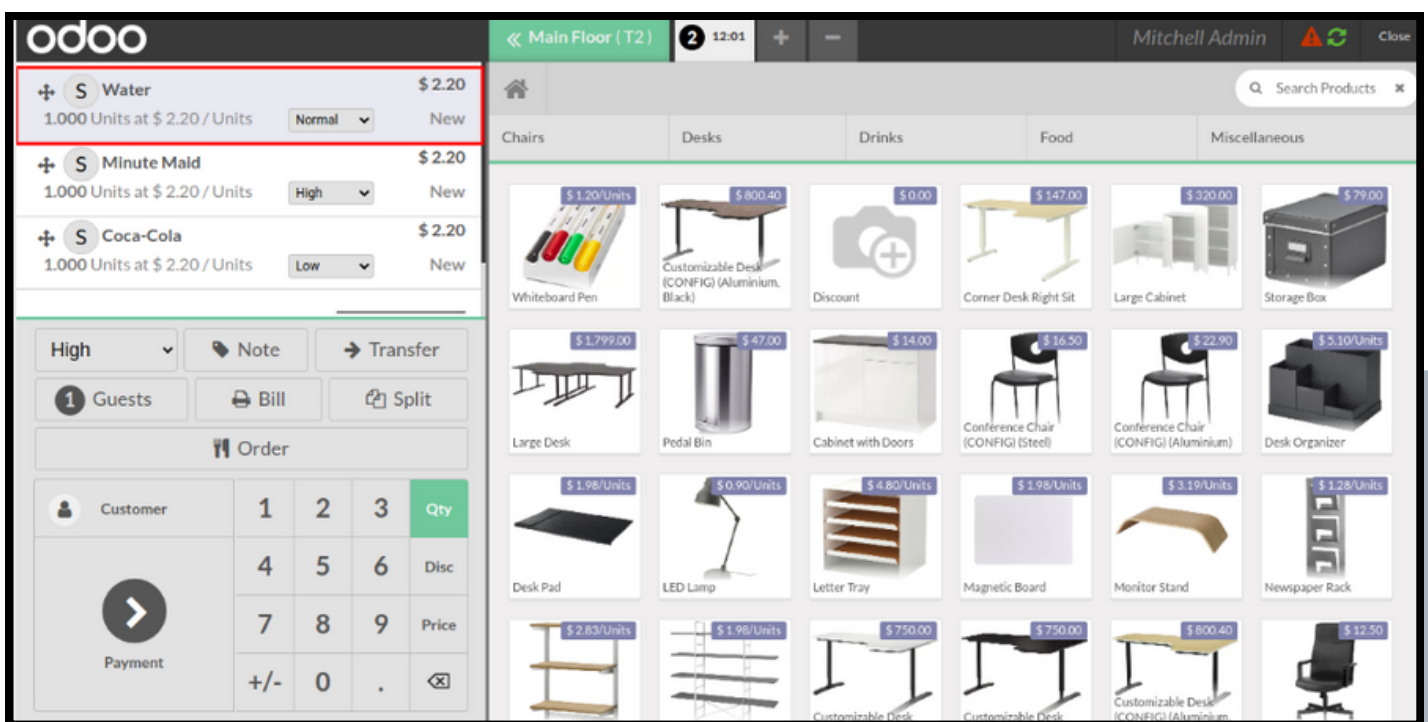 odoo
Main Floor ( T2 )
2 12:01
Mitchell Admin
Close
S Water $ 2.20
1.000 Units at $ 2.20 / Units Normal New
S Minute Maid $ 2.20
1.000 Units at $ 2.20 / Units High New
S Coca-Cola $ 2.20
1.000 Units at $ 2.20 / Units Low New
High Note Transfer
1 Guests Bill Split
Order
Customer 1 2 3 Qty
4 5 6 Disc
7 8 9 Price
Payment
+/- 0 .
Search Products
Chairs Desks Drinks Food Miscellaneous
$ 1.20/Units $ 800.40 $ 0.00 $ 147.00 $ 320.00 $ 79.00
Whiteboard Pen
Customizable Desk
(CONFIG) (Aluminium,
Black)
Discount
Corner Desk Right Sit
Large Cabinet
Storage Box
$ 1,799.00 $ 47.00 $ 14.00 $ 16.50 $ 22.90 $ 5.10/Units
Large Desk
Pedal Bin
Cabinet with Doors
Conference Chair
(CONFIG) (Steel)
Conference Chair
(CONFIG) (Aluminium)
Desk Organizer
$ 1.98/Units $ 0.90/Units $ 4.80/Units $ 1.98/Units $ 3.19/Units $ 1.28/Units
Desk Pad
LED Lamp
Letter Tray
Magnetic Board
Monitor Stand
Newspaper Rack
$ 2.83/Units $ 1.98/Units $ 750.00 $ 750.00 $ 800.40 $ 12.50
Customizable Desk
Customizable Desk
Customizable Desk
(CONFIG) (Aluminium,